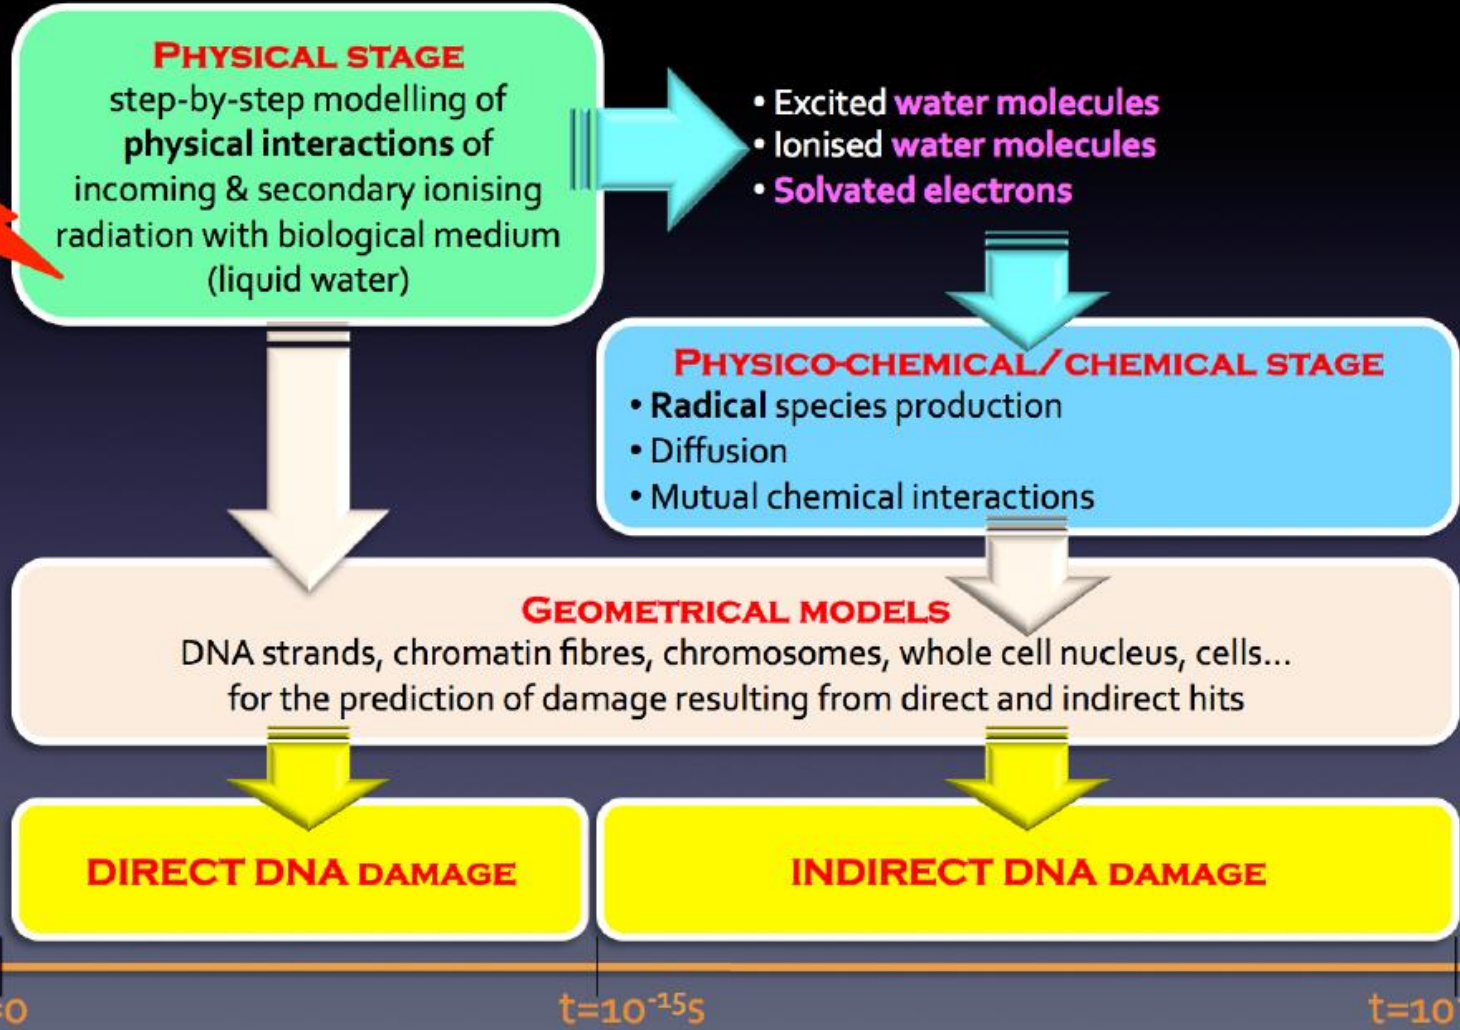 PHYSICAL STAGE
step-by-step modelling of
physical interactions of
incoming & secondary ionising
radiation with biological medium
(liquid water)
• Excited water molecules
• Ionised water molecules
• Solvated electrons
PHYSICO-CHEMICAL/CHEMICAL STAGE
• Radical species production
• Diffusion
• Mutual chemical interactions
GEOMETRICAL MODELS
DNA strands, chromatin fibres, chromosomes, whole cell nucleus, cells...
for the prediction of damage resulting from direct and indirect hits
DIRECT DNA DAMAGE
INDIRECT DNA DAMAGE
=0
t=10⁻¹⁵s
t=10